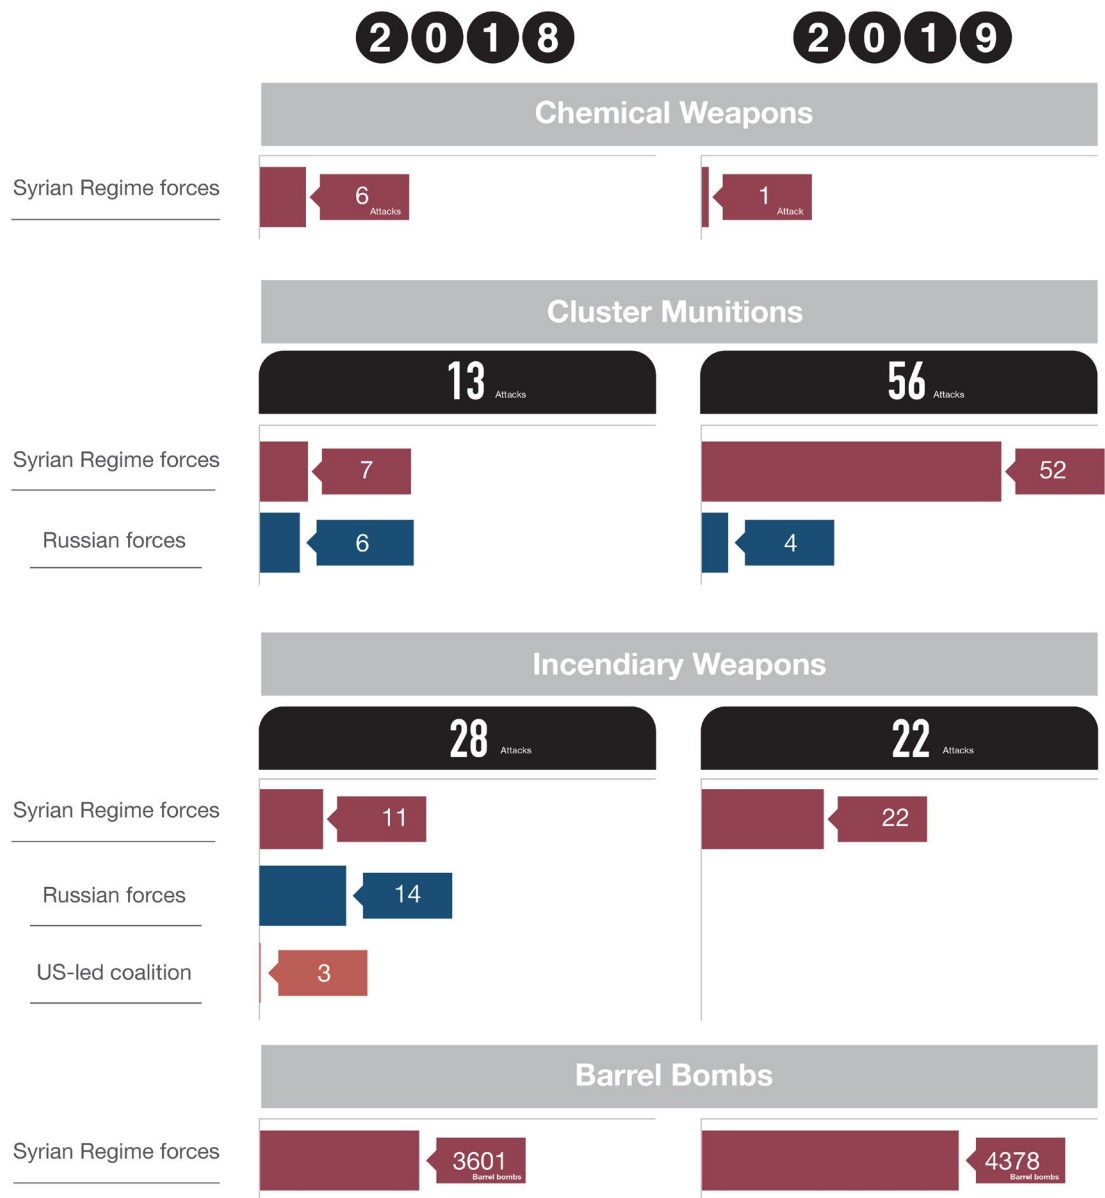 2018 2019
Chemical Weapons
Syrian Regime forces
6 Attacks
1 Attack
Cluster Munitions
13 Attacks
56 Attacks
Syrian Regime forces
7
52
Russian forces
6
4
Incendiary Weapons
28 Attacks
22 Attacks
Syrian Regime forces
11
22
Russian forces
14
US-led coalition
3
Barrel Bombs
Syrian Regime forces
3601 Barrel bombs
4378 Barrel bombs